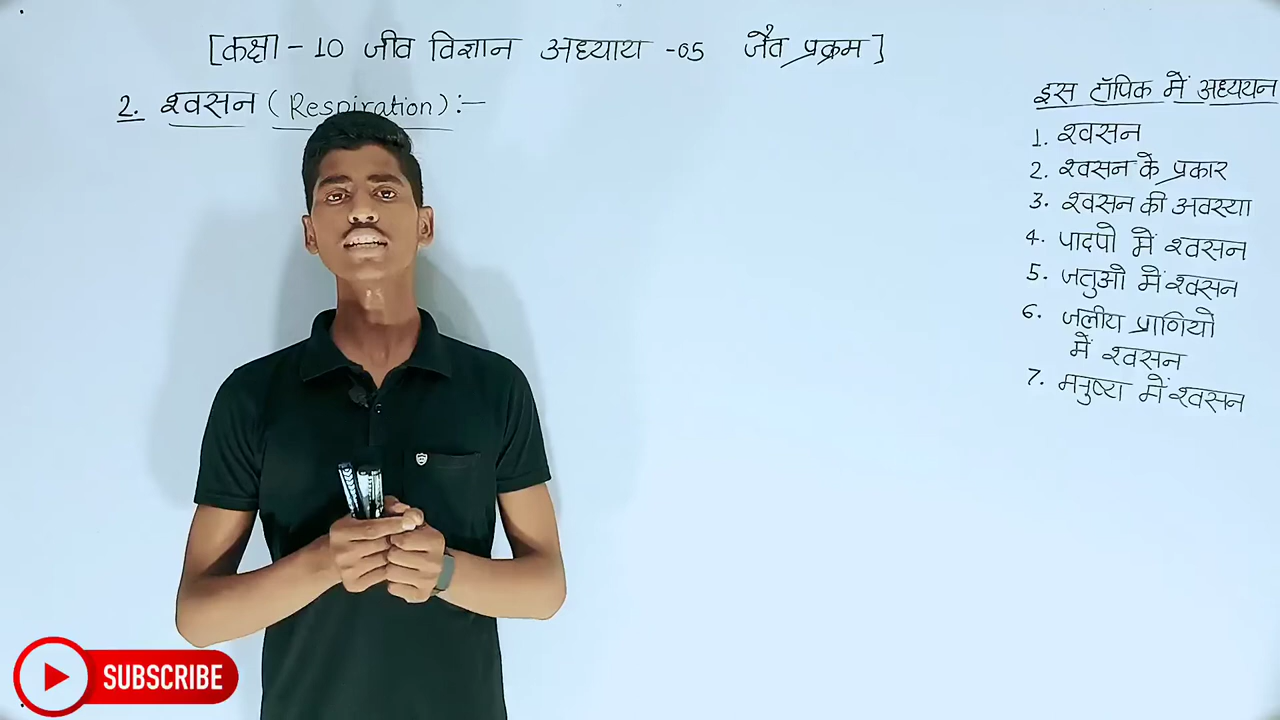 [कक्षा - 10 जीव विज्ञान अध्याय -05 जैव प्रक्रम]
2. श्वसन (Respiration) :-
इस टॉपिक में अध्ययन
1. श्वसन
2. श्वसन के प्रकार
3. श्वसन की अवस्था
4. पादपो में श्वसन
5. जतुओ में श्वसन
6. जलीय प्राणियो
में श्वसन
7. मनुष्य में श्वसन
SUBSCRIBE